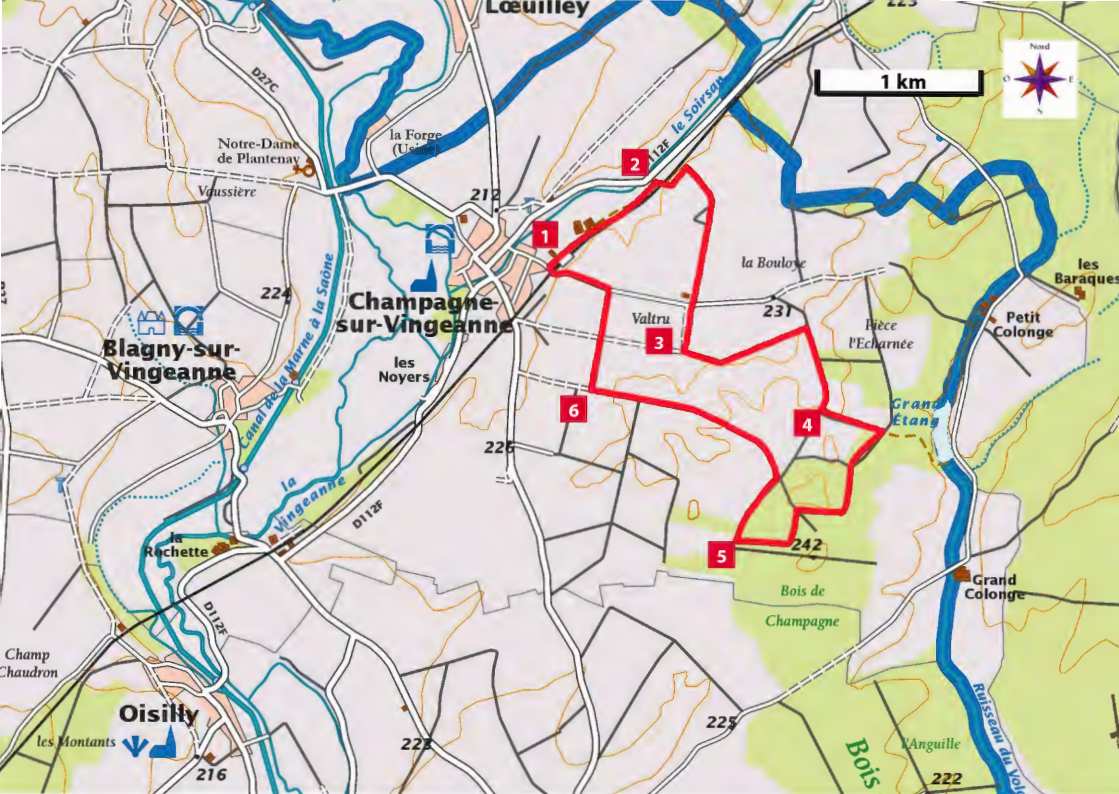 Lœuilley
223
Nord
O
E
S
1 km
D27C
le Soirsan
Notre-Dame
de Plantenay
la Forge
(Usine)
112F
2
Vaussière
212
1
la Bouloye
les
Baraques
Canal de la Marne à la Saône
224
Champagne-
sur-Vingeanne
Valtru
231
Pièce
l'Echarnée
Petit
Colonge
3
Blagny-sur-
Vingeanne
les
Noyers
6
4
Grand
Étang
226
la
Vingeanne
D112F
la
Rochette
5
242
Grand
Colonge
Bois de
Champagne
D112F
Champ
Chaudron
Oisilly
les Montants
216
223
225
Bois
l'Anguille
222
Ruisseau du Volg